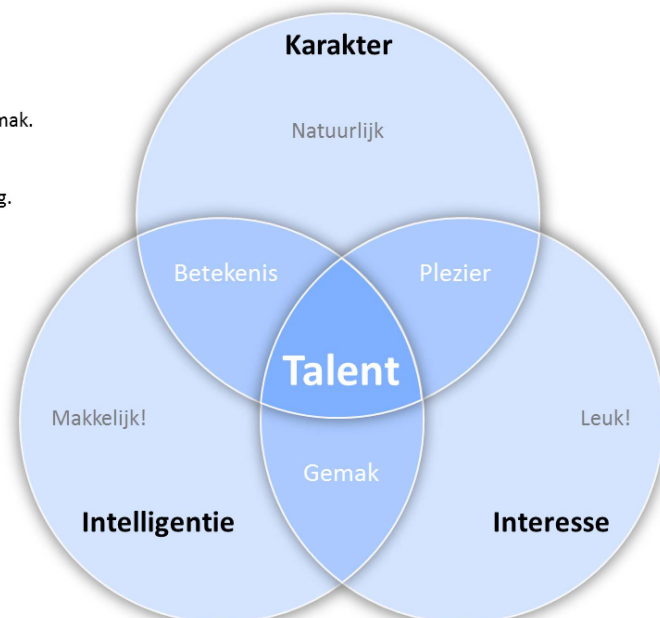 Karakter
Natuurlijk
Betekenis
Plezier
Talent
Makkelijk!
Leuk!
Gemak
Intelligentie
Interesse